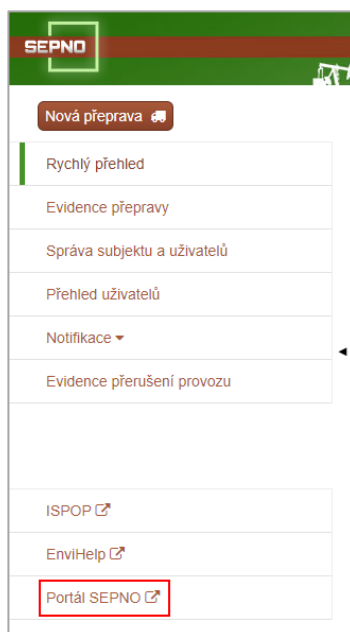 SEPNO
Nová přeprava
Rychlý přehled
Evidence přepravy
Správa subjektu a uživatelů
Přehled uživatelů
Notifikace
Evidence přerušení provozu
ISPOP
EnviHelp
Portál SEPNO